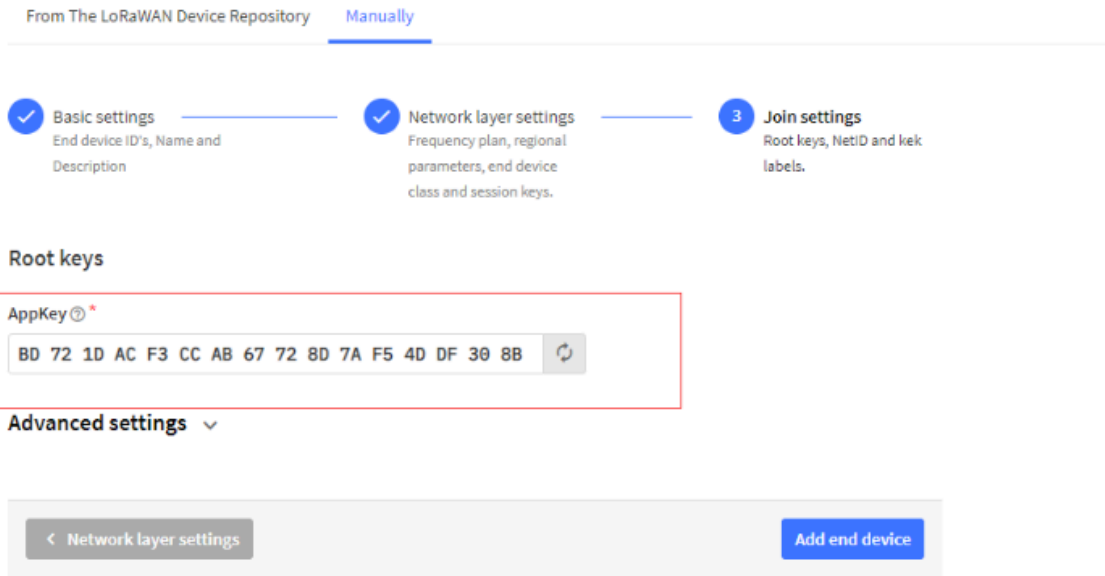 From The LoRaWAN Device Repository Manually
Basic settings
End device ID's, Name and
Description
Network layer settings
Frequency plan, regional
parameters, end device
class and session keys.
3 Join settings
Root keys, NetID and kek
labels.
Root keys
AppKey *
BD 72 1D AC F3 CC AB 67 72 8D 7A F5 4D DF 30 8B
Advanced settings
Network layer settings
Add end device